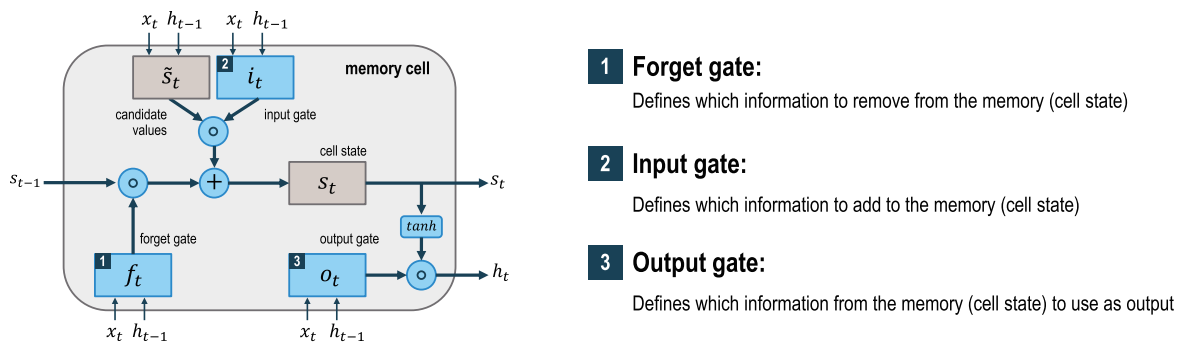 x_t h_{t−1} x_t h_{t−1}
s̃_t
2 i_t
memory cell
candidate
values
input gate
∘
cell state
s_{t−1}
∘
+
s_t
s_t
forget gate
output gate
tanh
1 f_t
3 o_t
∘
h_t
x_t h_{t−1} x_t h_{t−1}
1 Forget gate:
Defines which information to remove from the memory (cell state)
2 Input gate:
Defines which information to add to the memory (cell state)
3 Output gate:
Defines which information from the memory (cell state) to use as output